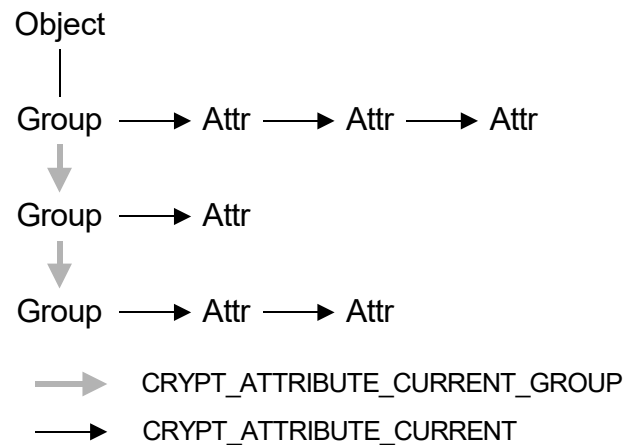 Object
Group Attr Attr Attr
Group Attr
Group Attr Attr
CRYPT_ATTRIBUTE_CURRENT_GROUP
CRYPT_ATTRIBUTE_CURRENT